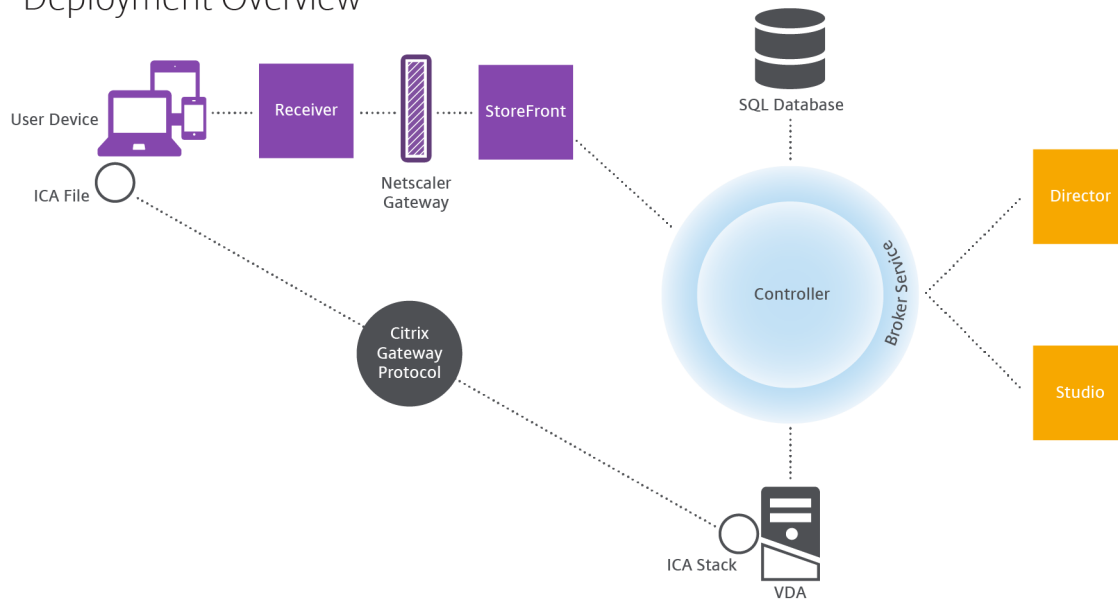 Deployment Overview
SQL Database
User Device
Receiver
StoreFront
Netscaler
Gateway
ICA File
Director
Controller
Broker Service
Citrix
Gateway
Protocol
Studio
ICA Stack
VDA